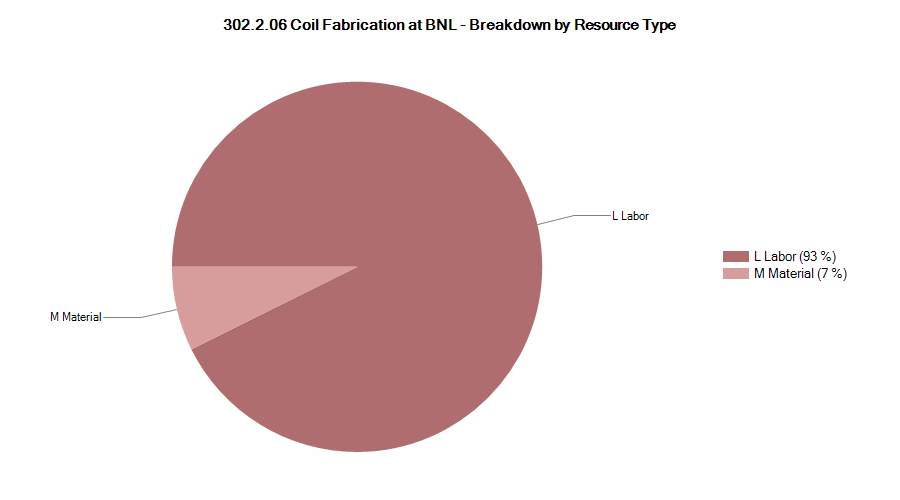 302.2.06 Coil Fabrication at BNL - Breakdown by Resource Type
L Labor
L Labor (93 %)
M Material (7 %)
M Material